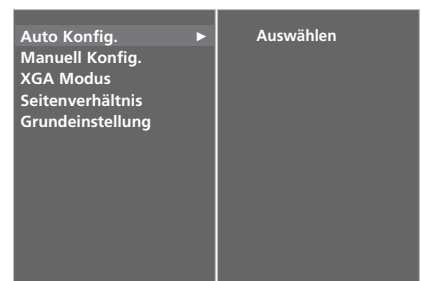 Auto Konfig. ► Auswählen
Manuell Konfig.
XGA Modus
Seitenverhältnis
Grundeinstellung